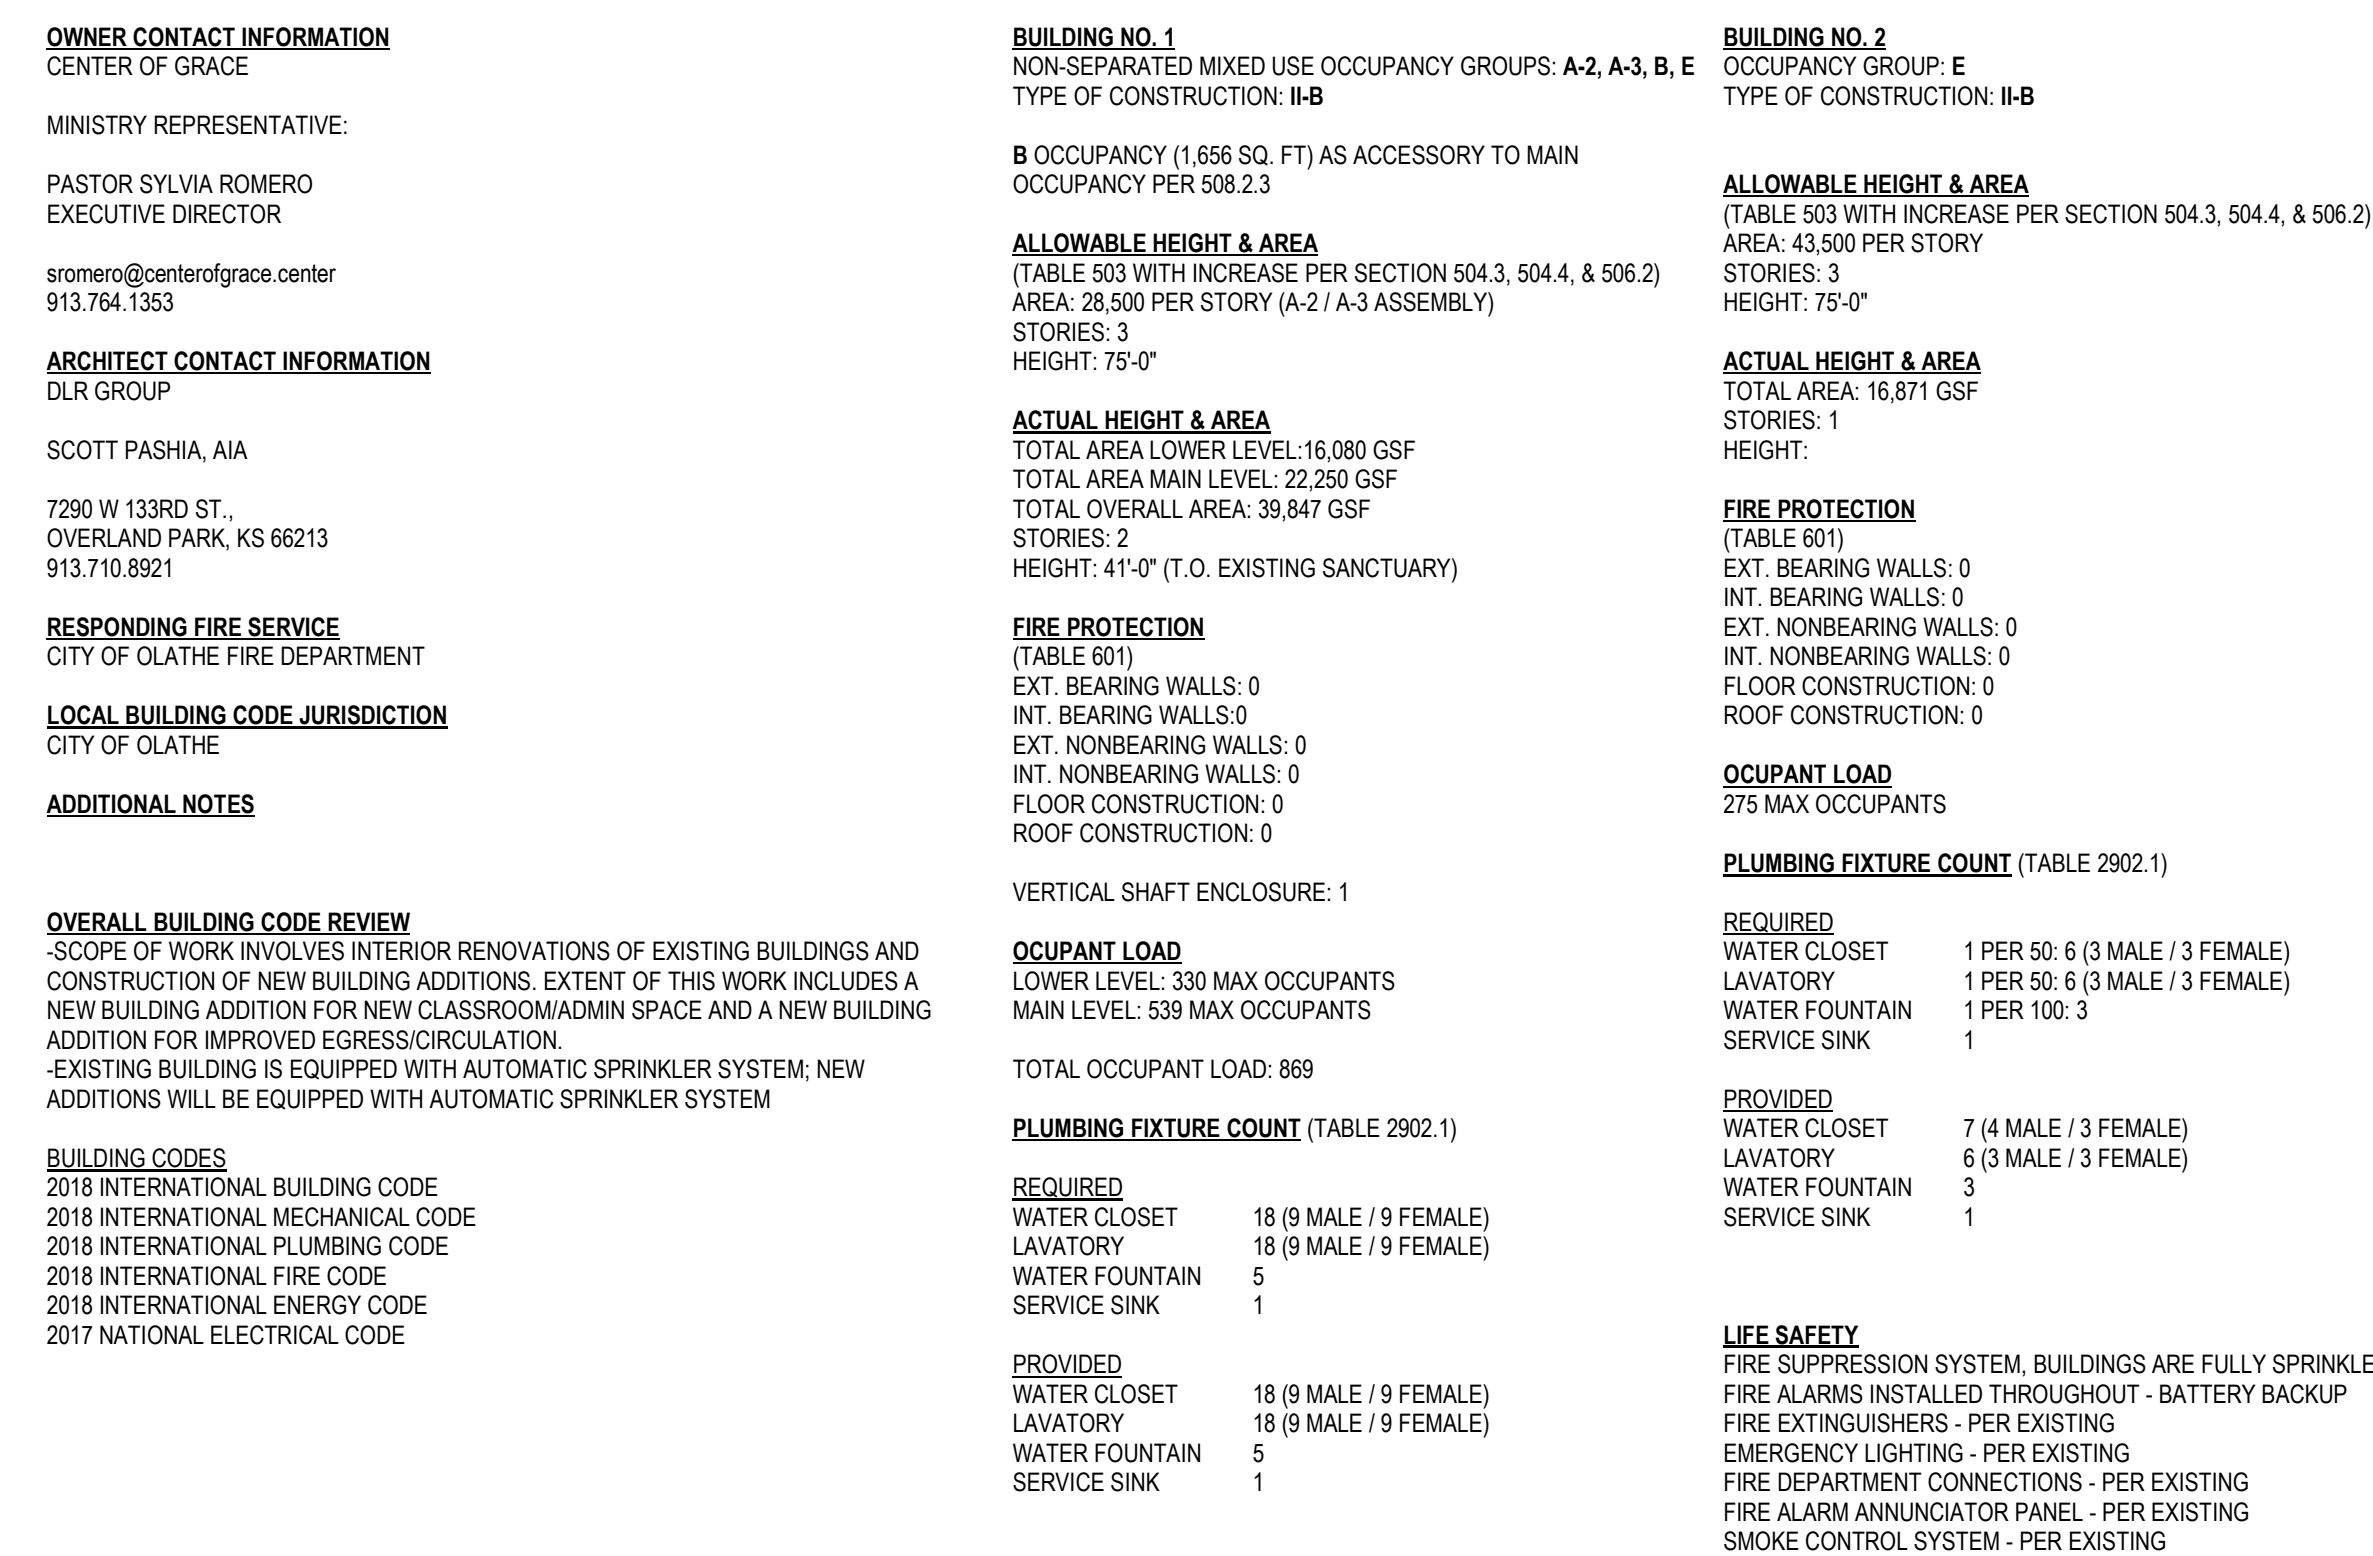 OWNER CONTACT INFORMATION
CENTER OF GRACE
MINISTRY REPRESENTATIVE:
PASTOR SYLVIA ROMERO
EXECUTIVE DIRECTOR
sromero@centerofgrace.center
913.764.1353
ARCHITECT CONTACT INFORMATION
DLR GROUP
SCOTT PASHIA, AIA
7290 W 133RD ST.,
OVERLAND PARK, KS 66213
913.710.8921
RESPONDING FIRE SERVICE
CITY OF OLATHE FIRE DEPARTMENT
LOCAL BUILDING CODE JURISDICTION
CITY OF OLATHE
ADDITIONAL NOTES
OVERALL BUILDING CODE REVIEW
-SCOPE OF WORK INVOLVES INTERIOR RENOVATIONS OF EXISTING BUILDINGS AND
CONSTRUCTION OF NEW BUILDING ADDITIONS. EXTENT OF THIS WORK INCLUDES A
NEW BUILDING ADDITION FOR NEW CLASSROOM/ADMIN SPACE AND A NEW BUILDING
ADDITION FOR IMPROVED EGRESS/CIRCULATION.
-EXISTING BUILDING IS EQUIPPED WITH AUTOMATIC SPRINKLER SYSTEM; NEW
ADDITIONS WILL BE EQUIPPED WITH AUTOMATIC SPRINKLER SYSTEM
BUILDING CODES
2018 INTERNATIONAL BUILDING CODE
2018 INTERNATIONAL MECHANICAL CODE
2018 INTERNATIONAL PLUMBING CODE
2018 INTERNATIONAL FIRE CODE
2018 INTERNATIONAL ENERGY CODE
2017 NATIONAL ELECTRICAL CODE
BUILDING NO. 1
NON-SEPARATED MIXED USE OCCUPANCY GROUPS: A-2, A-3, B, E
TYPE OF CONSTRUCTION: II-B
B OCCUPANCY (1,656 SQ. FT) AS ACCESSORY TO MAIN
OCCUPANCY PER 508.2.3
ALLOWABLE HEIGHT & AREA
(TABLE 503 WITH INCREASE PER SECTION 504.3, 504.4, & 506.2)
AREA: 28,500 PER STORY (A-2 / A-3 ASSEMBLY)
STORIES: 3
HEIGHT: 75'-0"
ACTUAL HEIGHT & AREA
TOTAL AREA LOWER LEVEL:16,080 GSF
TOTAL AREA MAIN LEVEL: 22,250 GSF
TOTAL OVERALL AREA: 39,847 GSF
STORIES: 2
HEIGHT: 41'-0" (T.O. EXISTING SANCTUARY)
FIRE PROTECTION
(TABLE 601)
EXT. BEARING WALLS: 0
INT. BEARING WALLS:0
EXT. NONBEARING WALLS: 0
INT. NONBEARING WALLS: 0
FLOOR CONSTRUCTION: 0
ROOF CONSTRUCTION: 0
VERTICAL SHAFT ENCLOSURE: 1
OCUPANT LOAD
LOWER LEVEL: 330 MAX OCCUPANTS
MAIN LEVEL: 539 MAX OCCUPANTS
TOTAL OCCUPANT LOAD: 869
PLUMBING FIXTURE COUNT (TABLE 2902.1)
REQUIRED
WATER CLOSET 18 (9 MALE / 9 FEMALE)
LAVATORY 18 (9 MALE / 9 FEMALE)
WATER FOUNTAIN 5
SERVICE SINK 1
PROVIDED
WATER CLOSET 18 (9 MALE / 9 FEMALE)
LAVATORY 18 (9 MALE / 9 FEMALE)
WATER FOUNTAIN 5
SERVICE SINK 1
BUILDING NO. 2
OCCUPANCY GROUP: E
TYPE OF CONSTRUCTION: II-B
ALLOWABLE HEIGHT & AREA
(TABLE 503 WITH INCREASE PER SECTION 504.3, 504.4, & 506.2)
AREA: 43,500 PER STORY
STORIES: 3
HEIGHT: 75'-0"
ACTUAL HEIGHT & AREA
TOTAL AREA: 16,871 GSF
STORIES: 1
HEIGHT:
FIRE PROTECTION
(TABLE 601)
EXT. BEARING WALLS: 0
INT. BEARING WALLS: 0
EXT. NONBEARING WALLS: 0
INT. NONBEARING WALLS: 0
FLOOR CONSTRUCTION: 0
ROOF CONSTRUCTION: 0
OCUPANT LOAD
275 MAX OCCUPANTS
PLUMBING FIXTURE COUNT (TABLE 2902.1)
REQUIRED
WATER CLOSET 1 PER 50: 6 (3 MALE / 3 FEMALE)
LAVATORY 1 PER 50: 6 (3 MALE / 3 FEMALE)
WATER FOUNTAIN 1 PER 100: 3
SERVICE SINK 1
PROVIDED
WATER CLOSET 7 (4 MALE / 3 FEMALE)
LAVATORY 6 (3 MALE / 3 FEMALE)
WATER FOUNTAIN 3
SERVICE SINK 1
LIFE SAFETY
FIRE SUPPRESSION SYSTEM, BUILDINGS ARE FULLY SPRINKLE
FIRE ALARMS INSTALLED THROUGHOUT - BATTERY BACKUP
FIRE EXTINGUISHERS - PER EXISTING
EMERGENCY LIGHTING - PER EXISTING
FIRE DEPARTMENT CONNECTIONS - PER EXISTING
FIRE ALARM ANNUNCIATOR PANEL - PER EXISTING
SMOKE CONTROL SYSTEM - PER EXISTING